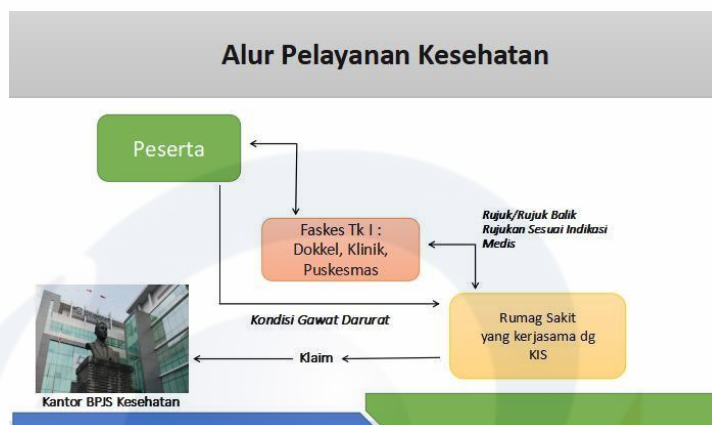 Alur Pelayanan Kesehatan
Peserta
Faskes Tk I :
Dokkel, Klinik,
Puskesmas
Rujuk/Rujuk Balik
Rujukan Sesuai Indikasi
Medis
Kondisi Gawat Darurat
Rumag Sakit
yang kerjasama dg
KIS
Klaim
Kantor BPJS Kesehatan